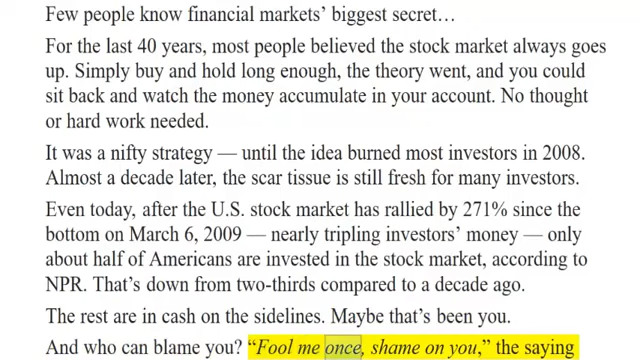 Few people know financial markets’ biggest secret…
For the last 40 years, most people believed the stock market always goes
up. Simply buy and hold long enough, the theory went, and you could
sit back and watch the money accumulate in your account. No thought
or hard work needed.
It was a nifty strategy — until the idea burned most investors in 2008.
Almost a decade later, the scar tissue is still fresh for many investors.
Even today, after the U.S. stock market has rallied by 271% since the
bottom on March 6, 2009 — nearly tripling investors’ money — only
about half of Americans are invested in the stock market, according to
NPR. That’s down from two-thirds compared to a decade ago.
The rest are in cash on the sidelines. Maybe that’s been you.
And who can blame you? “Fool me once, shame on you,” the saying